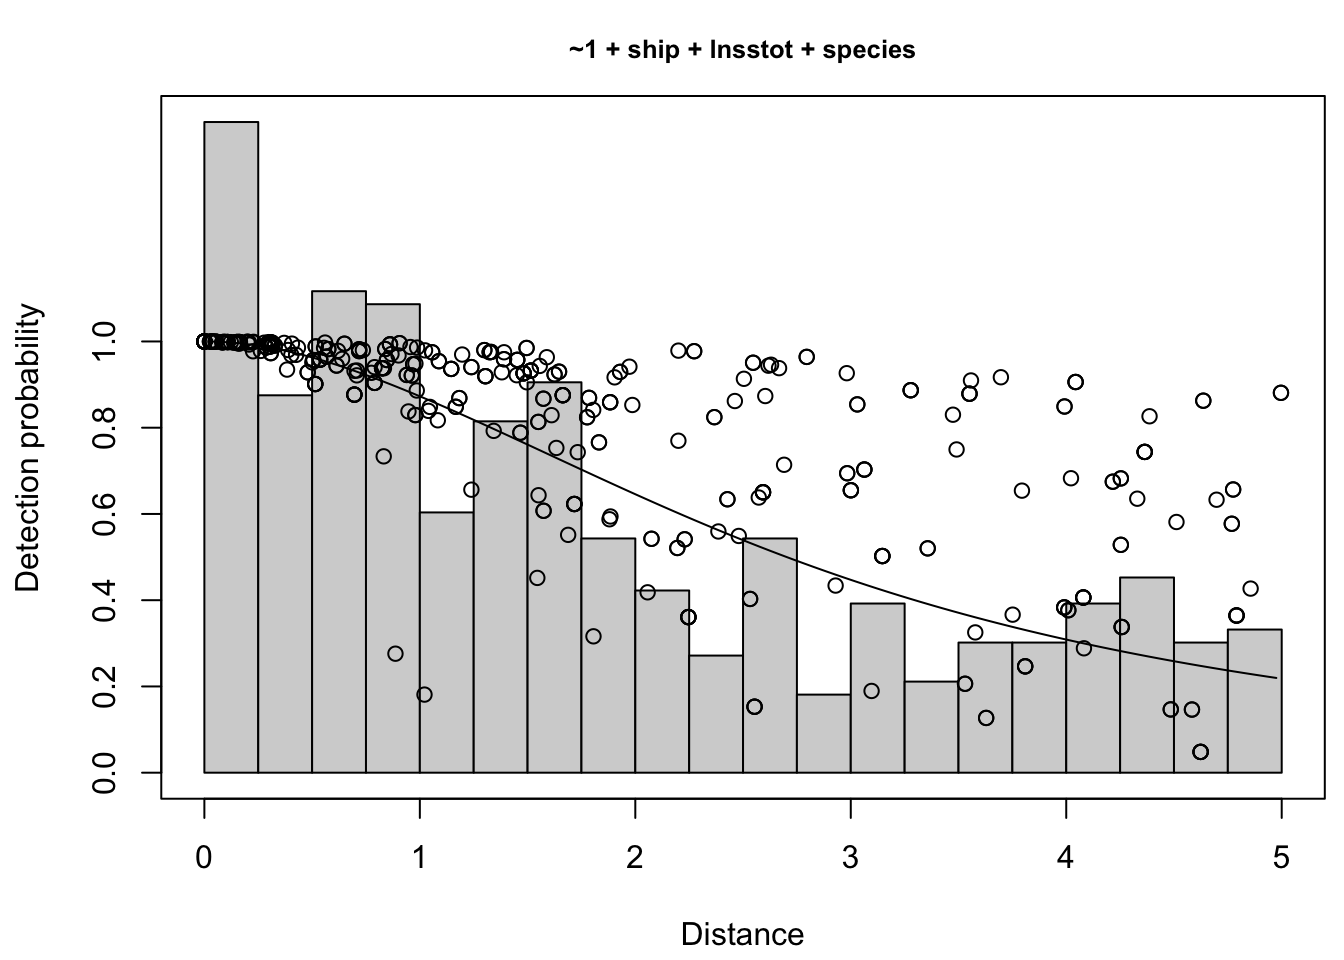 ~1 + ship + lnsstot + species
Detection probability
1.0
0.8
0.6
0.4
0.2
0.0
0 1 2 3 4 5
Distance